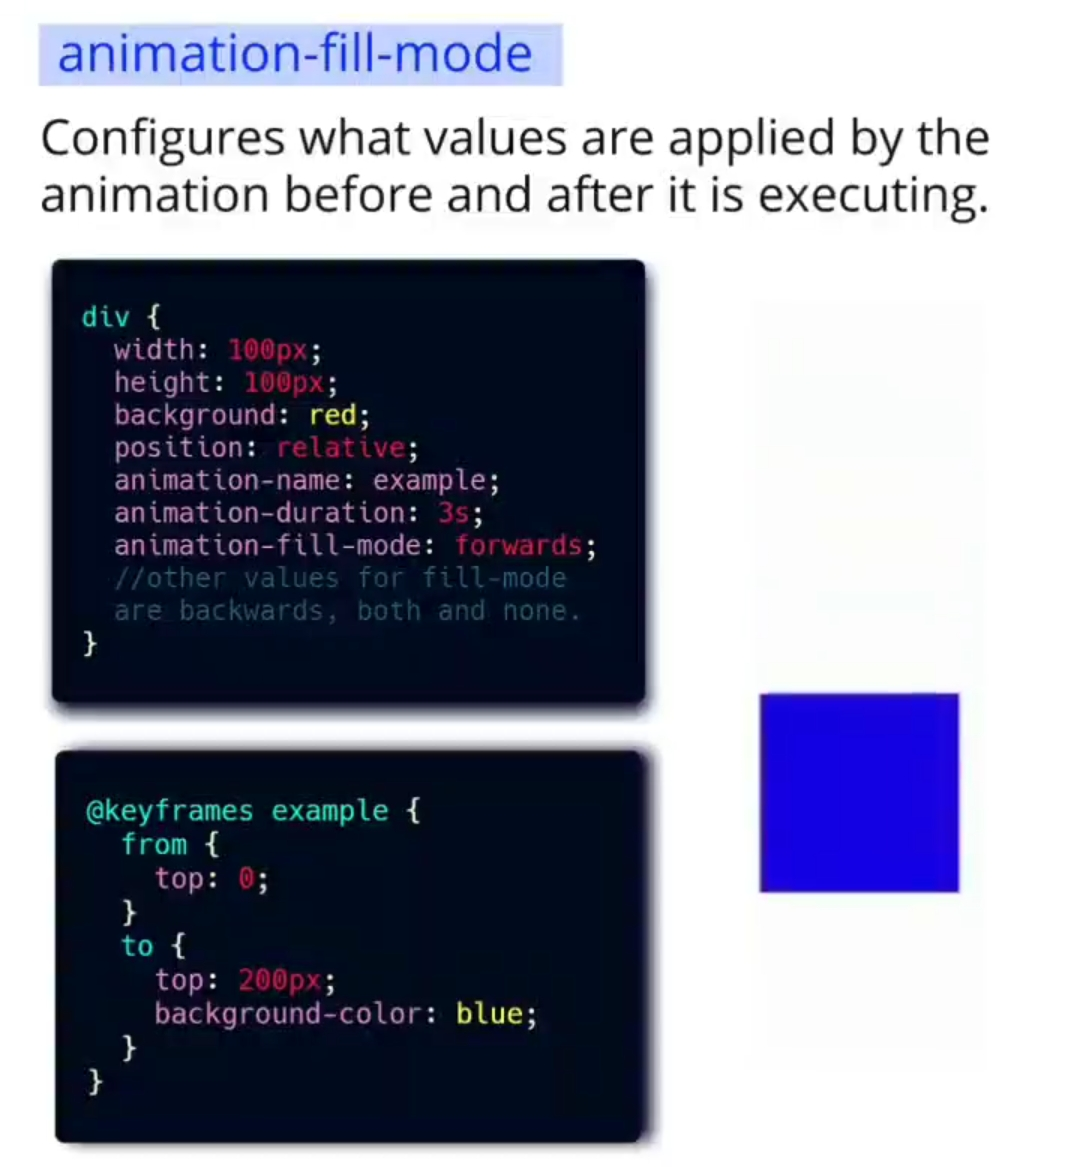 animation-fill-mode
Configures what values are applied by the
animation before and after it is executing.
div {
width: 100px;
height: 100px;
background: red;
position: relative;
animation-name: example;
animation-duration: 3s;
animation-fill-mode: forwards;
//other values for fill-mode
are backwards, both and none.
}
@keyframes example {
from {
top: 0;
}
to {
top: 200px;
background-color: blue;
}
}